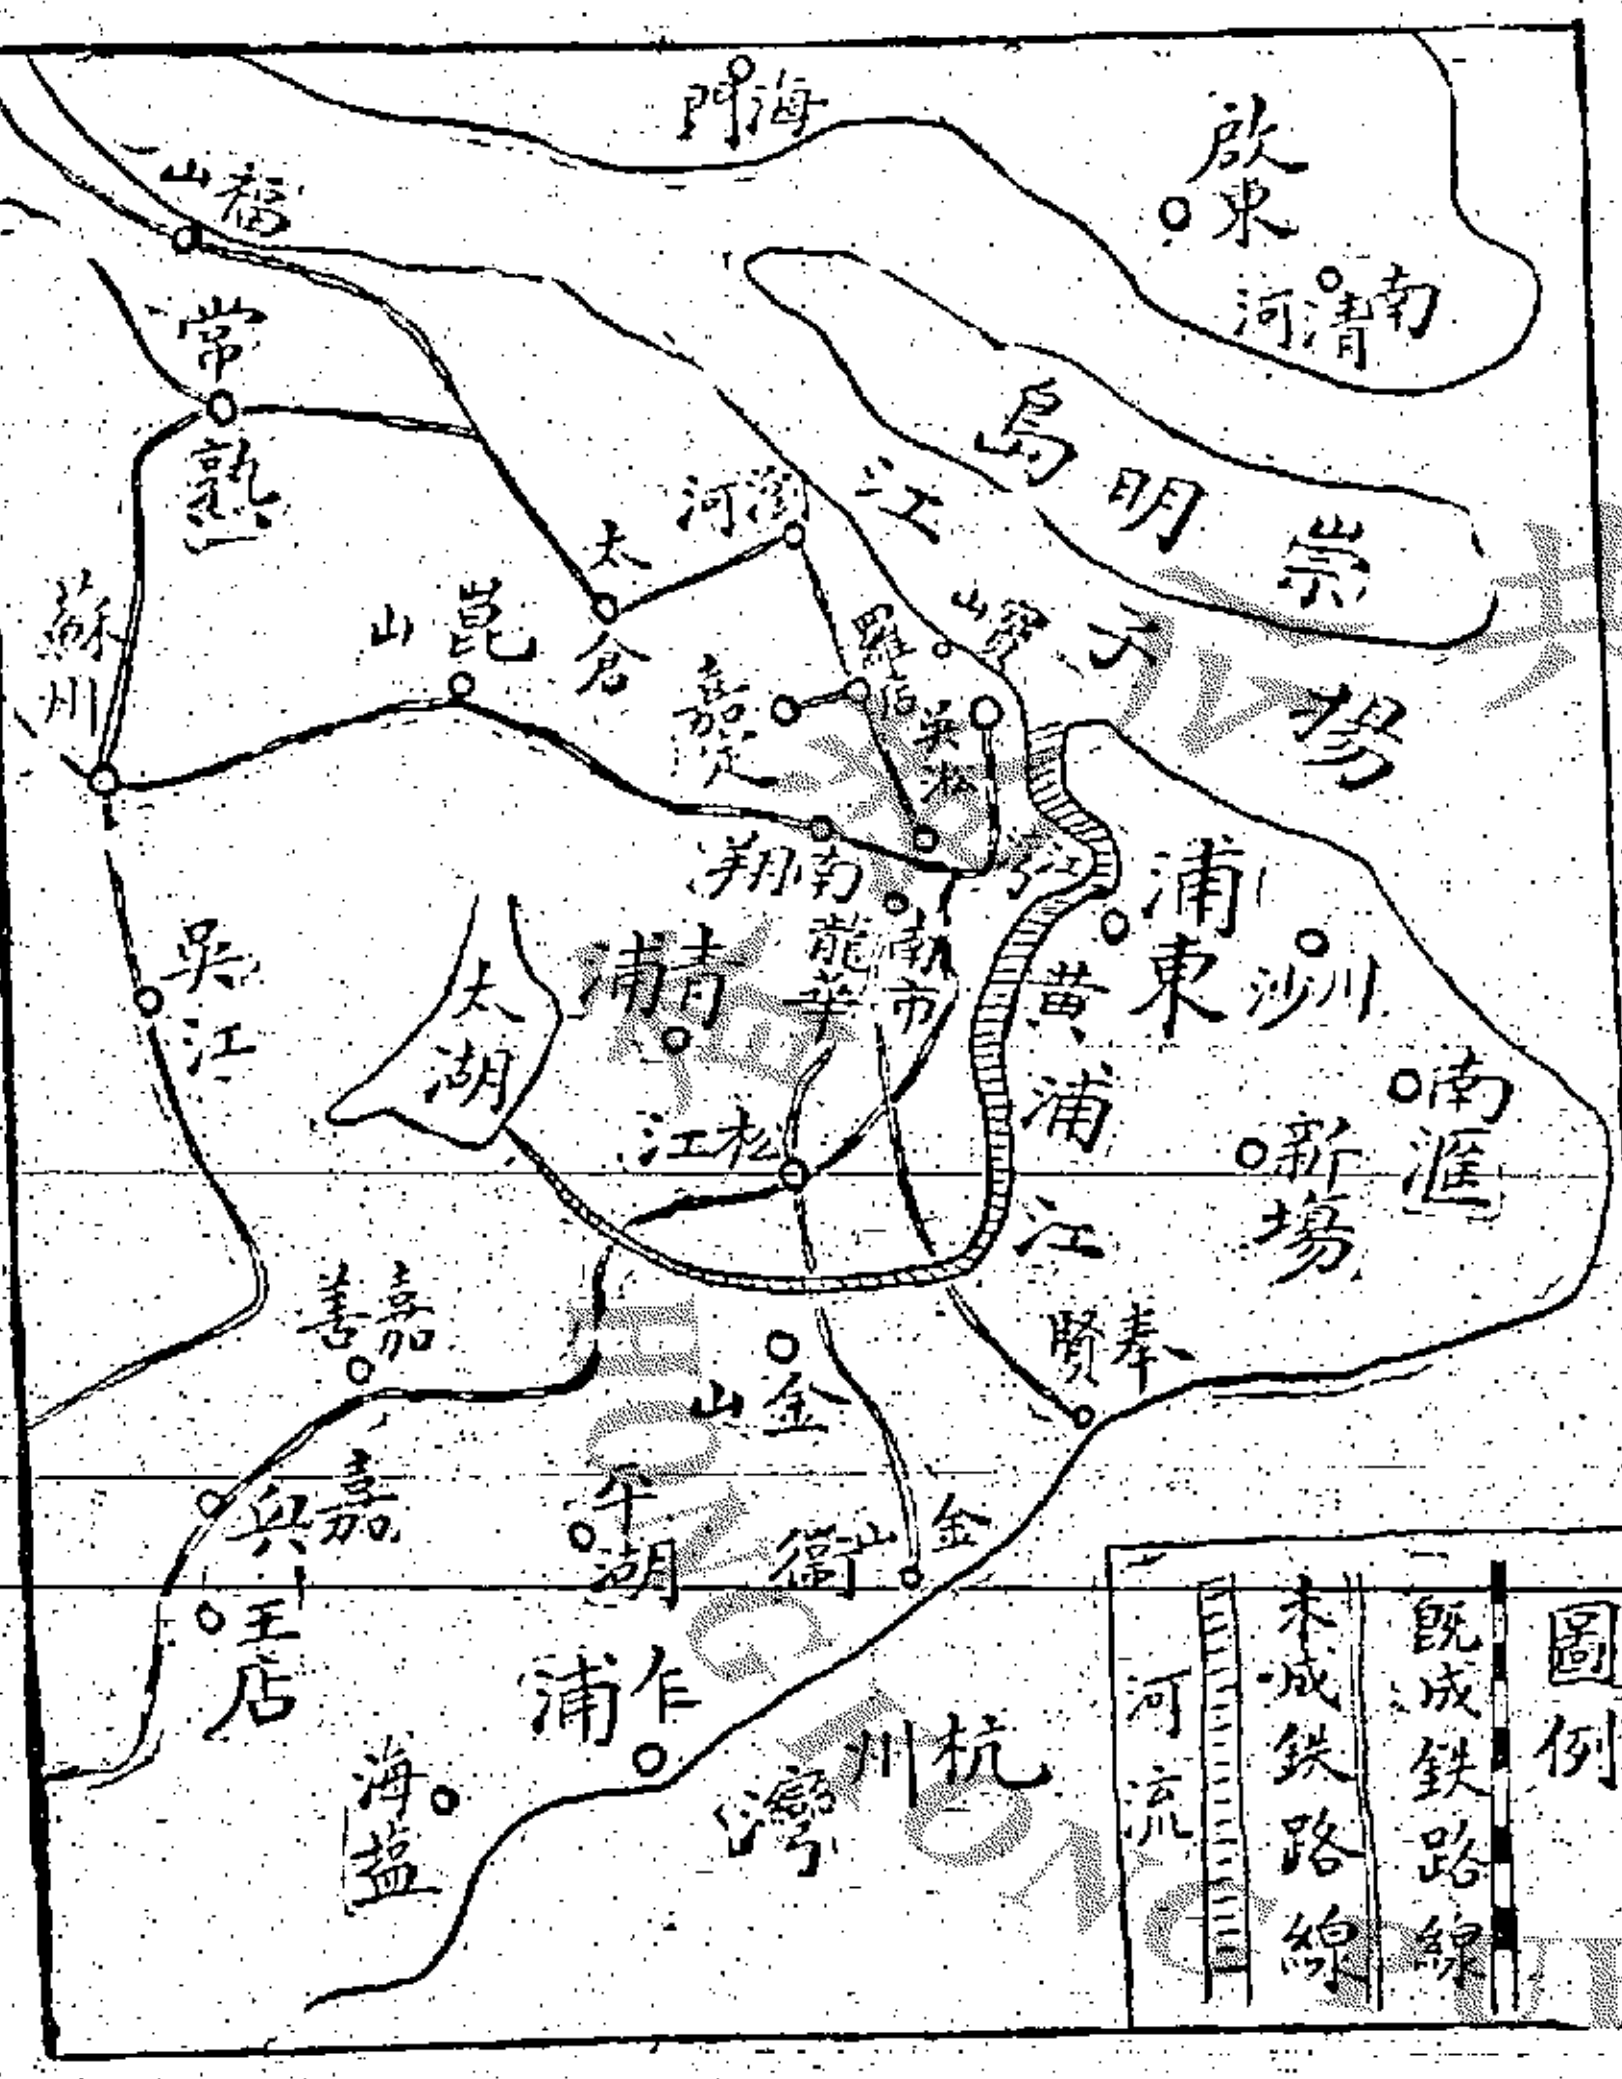 海門
啟東
南清河
福山
常熟
崇明島
揚子江
瀏河
太倉
寶山
羅店
吳淞
崑山
蘇州
嘉定
南翔
江
浦東
川沙
南市
龍華
青浦
太湖
吳江
黃浦江
南滙
新場
松江
奉賢
嘉善
金山
嘉興
平湖
金山衛
王店
乍浦
海盐
杭州灣
圖例
既成鉄路線
未成鉄路線
河流